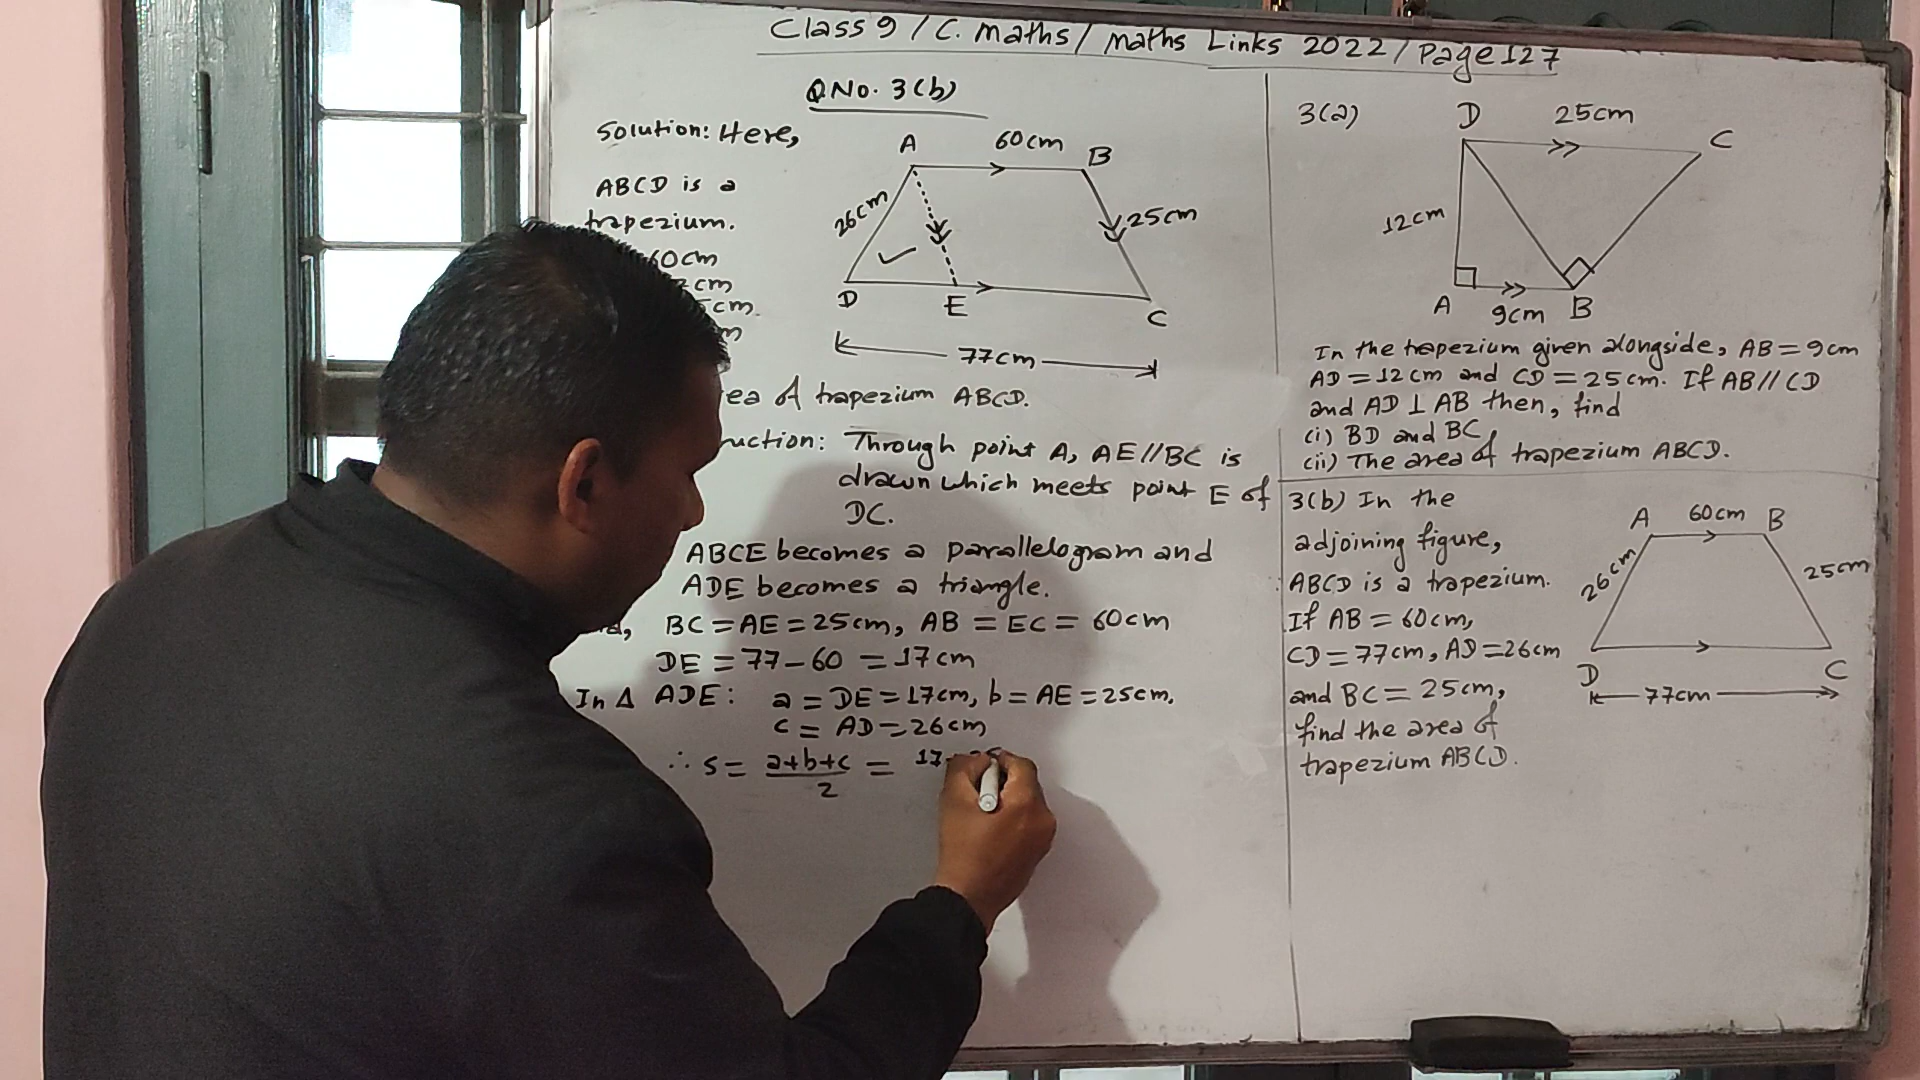 Class 9 / C. Maths / Maths Links 2022 / Page 127
Q.No. 3(b)
Solution: Here,
ABCD is a
trapezium.
60cm
cm
cm.
A
60cm
B
26cm
25cm
D
E
C
77cm
trapezium ABCD.
Through point A, AE//BC is
drawn which meets point E of
DC.
ABCE becomes a parallelogram and
ADE becomes a triangle.
BC = AE = 25cm, AB = EC = 60cm
DE = 77-60 = 17cm
In Δ ADE: a = DE = 17cm, b = AE = 25cm.
c = AD = 26cm
∴ s = a+b+c / 2 = 17
3(a)
D
25cm
C
12cm
A
9cm
B
In the trapezium given alongside, AB = 9cm
AD = 12cm and CD = 25cm. If AB // CD
and AD ⊥ AB then, find
(i) BD and BC
(ii) The area of trapezium ABCD.
3(b) In the
adjoining figure,
ABCD is a trapezium.
If AB = 60cm,
CD = 77cm, AD = 26cm
and BC = 25cm,
find the area of
trapezium ABCD.
A
60cm
B
26cm
25cm
D
C
77cm